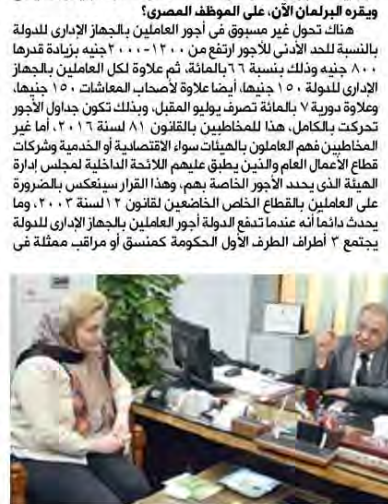 ويقره البرلمان الآن، على الموظف المصرى؟
هناك تحول غير مسبوق فى أجور العاملين بالجهاز الإدارى للدولة
بالنسبة للحد الأدنى للأجور ارتفع من ١٢٠٠-٢٠٠٠جنيه بزيادة قدرها
٨٠٠ جنيه وذلك بنسبة ٦٦بالمائة، ثم علاوة لكل العاملين بالجهاز
الإدارى للدولة ١٥٠ جنيها، أيضا علاوة لأصحاب المعاشات ١٥٠ جنيها،
وعلاوة دورية ٧ بالمائة تصرف يوليو المقبل، وبذلك تكون جداول الأجور
تحركت بالكامل، هذا للمخاطبين بالقانون ٨١ لسنة ٢٠١٦، أما غير
المخاطبين فهم العاملون بالهيئات سواء الاقتصادية أو الخدمية وشركات
قطاع الأعمال العام والذين يطبق عليهم اللائحة الداخلية لمجلس إدارة
الهيئة الذى يحدد الأجور الخاصة بهم، وهذا القرار سينعكس بالضرورة
على العاملين بالقطاع الخاص الخاضعين لقانون ١٢لسنة ٢٠٠٣، وما
يحدث دائما أنه عندما تدفع الدولة أجور العاملين بالجهاز الإدارى للدولة
يجتمع ٣ أطراف الطرف الأول الحكومة كمنسق أو مراقب ممثلة فى